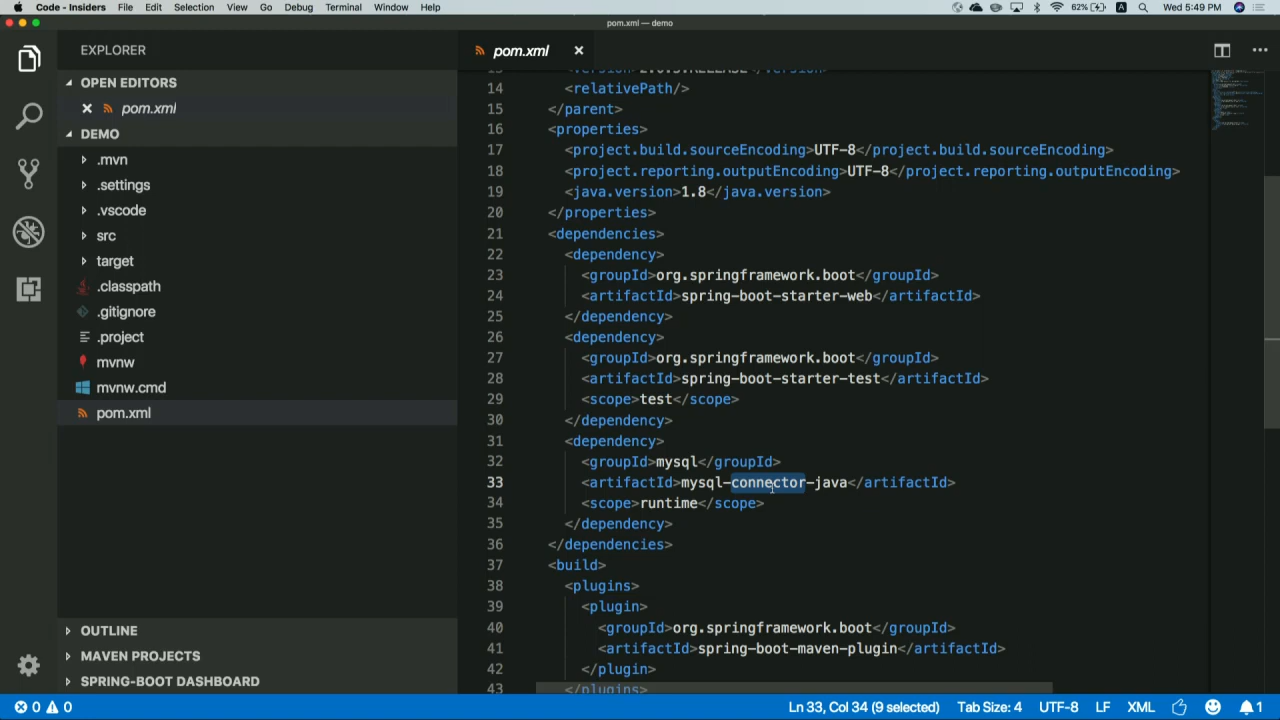 Code - Insiders File Edit Selection View Go Debug Terminal Window Help 62% A Wed 5:49 PM
pom.xml — demo
EXPLORER
OPEN EDITORS
pom.xml
DEMO
.mvn
.settings
.vscode
src
target
.classpath
.gitignore
.project
mvnw
mvnw.cmd
pom.xml
OUTLINE
MAVEN PROJECTS
SPRING-BOOT DASHBOARD
pom.xml
14 <relativePath/>
15 </parent>
16 <properties>
17 <project.build.sourceEncoding>UTF-8</project.build.sourceEncoding>
18 <project.reporting.outputEncoding>UTF-8</project.reporting.outputEncoding>
19 <java.version>1.8</java.version>
20 </properties>
21 <dependencies>
22 <dependency>
23 <groupId>org.springframework.boot</groupId>
24 <artifactId>spring-boot-starter-web</artifactId>
25 </dependency>
26 <dependency>
27 <groupId>org.springframework.boot</groupId>
28 <artifactId>spring-boot-starter-test</artifactId>
29 <scope>test</scope>
30 </dependency>
31 <dependency>
32 <groupId>mysql</groupId>
33 <artifactId>mysql-connector-java</artifactId>
34 <scope>runtime</scope>
35 </dependency>
36 </dependencies>
37 <build>
38 <plugins>
39 <plugin>
40 <groupId>org.springframework.boot</groupId>
41 <artifactId>spring-boot-maven-plugin</artifactId>
42 </plugin>
43 </plugins>
0 0 Ln 33, Col 34 (9 selected) Tab Size: 4 UTF-8 LF XML 1